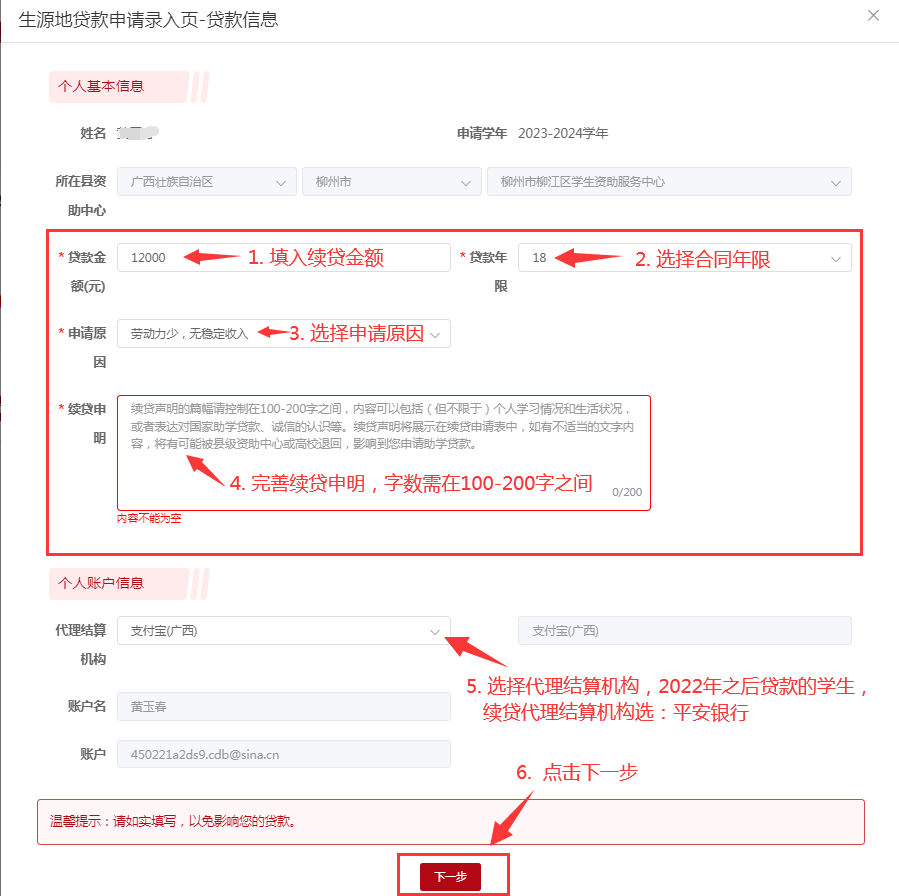 生源地贷款申请录入页-贷款信息
个人基本信息
姓名
申请学年 2023-2024学年
所在县资
助中心
广西壮族自治区
柳州市
柳州市柳江区学生资助服务中心
* 贷款金
额(元)
12000
1. 填入续贷金额
* 贷款年
限
18
2. 选择合同年限
* 申请原
因
劳动力少，无稳定收入
3. 选择申请原因
* 续贷申
明
续贷声明的篇幅请控制在100-200字之间，内容可以包括（但不限于）个人学习情况和生活状况，
或者表达对国家助学贷款、诚信的认识等。续贷声明将展示在续贷申请表中，如有不适当的文字内
容，将有可能被县级资助中心或高校退回，影响到您申请助学贷款。
4. 完善续贷申明，字数需在100-200字之间
0/200
内容不能为空
个人账户信息
代理结算
机构
支付宝(广西)
支付宝(广西)
5. 选择代理结算机构，2022年之后贷款的学生，
续贷代理结算机构选：平安银行
账户名
黄玉春
账户
450221a2ds9.cdb@sina.cn
6. 点击下一步
温馨提示：请如实填写，以免影响您的贷款。
下一步